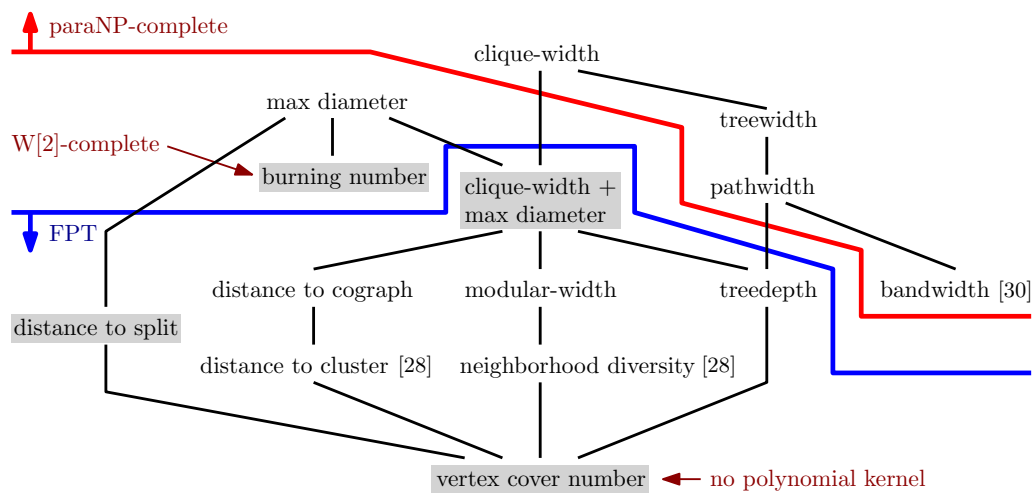 paraNP-complete
clique-width
max diameter
treewidth
W[2]-complete
burning number
clique-width +
max diameter
pathwidth
FPT
distance to cograph
modular-width
treedepth
bandwidth [30]
distance to split
distance to cluster [28]
neighborhood diversity [28]
vertex cover number
no polynomial kernel